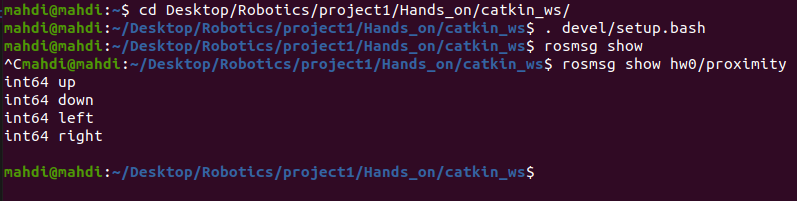 mahdi@mahdi:~$ cd Desktop/Robotics/project1/Hands_on/catkin_ws/
mahdi@mahdi:~/Desktop/Robotics/project1/Hands_on/catkin_ws$ . devel/setup.bash
mahdi@mahdi:~/Desktop/Robotics/project1/Hands_on/catkin_ws$ rosmsg show
^Cmahdi@mahdi:~/Desktop/Robotics/project1/Hands_on/catkin_ws$ rosmsg show hw0/proximity
int64 up
int64 down
int64 left
int64 right
mahdi@mahdi:~/Desktop/Robotics/project1/Hands_on/catkin_ws$